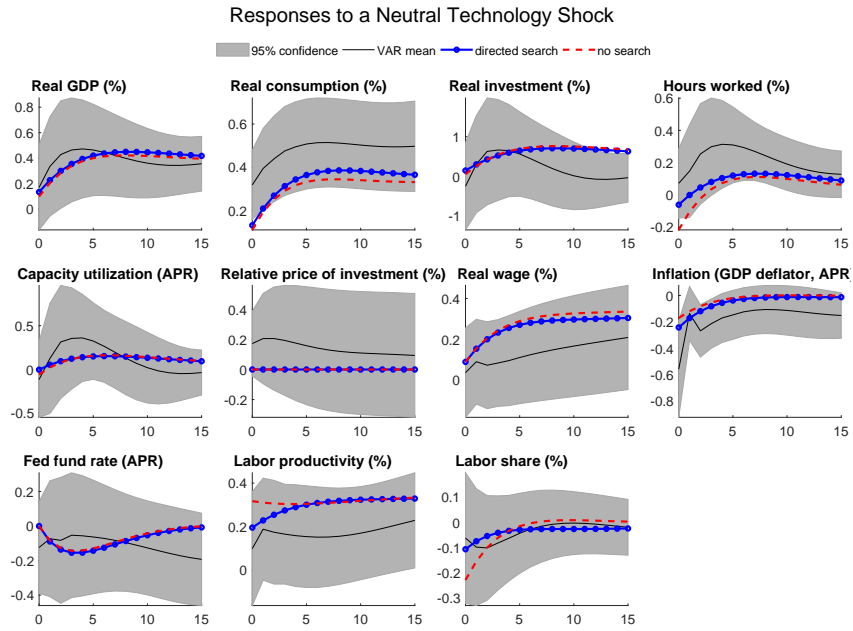 Responses to a Neutral Technology Shock
95% confidence VAR mean directed search no search
Real GDP (%)
0.8
0.6
0.4
0.2
0
0 5 10 15
Real consumption (%)
0.6
0.4
0.2
0 5 10 15
Real investment (%)
1
0
-1
0 5 10 15
Hours worked (%)
0.6
0.4
0.2
0
-0.2
0 5 10 15
Capacity utilization (APR)
0.5
0
-0.5
0 5 10 15
Relative price of investment (%)
0.4
0.2
0
-0.2
0 5 10 15
Real wage (%)
0.4
0.2
0
0 5 10 15
Inflation (GDP deflator, APR)
0
-0.2
-0.4
-0.6
-0.8
0 5 10 15
Fed fund rate (APR)
0.4
0.2
0
-0.2
-0.4
0 5 10 15
Labor productivity (%)
0.4
0.2
0
0 5 10 15
Labor share (%)
0.1
0
-0.1
-0.2
-0.3
0 5 10 15